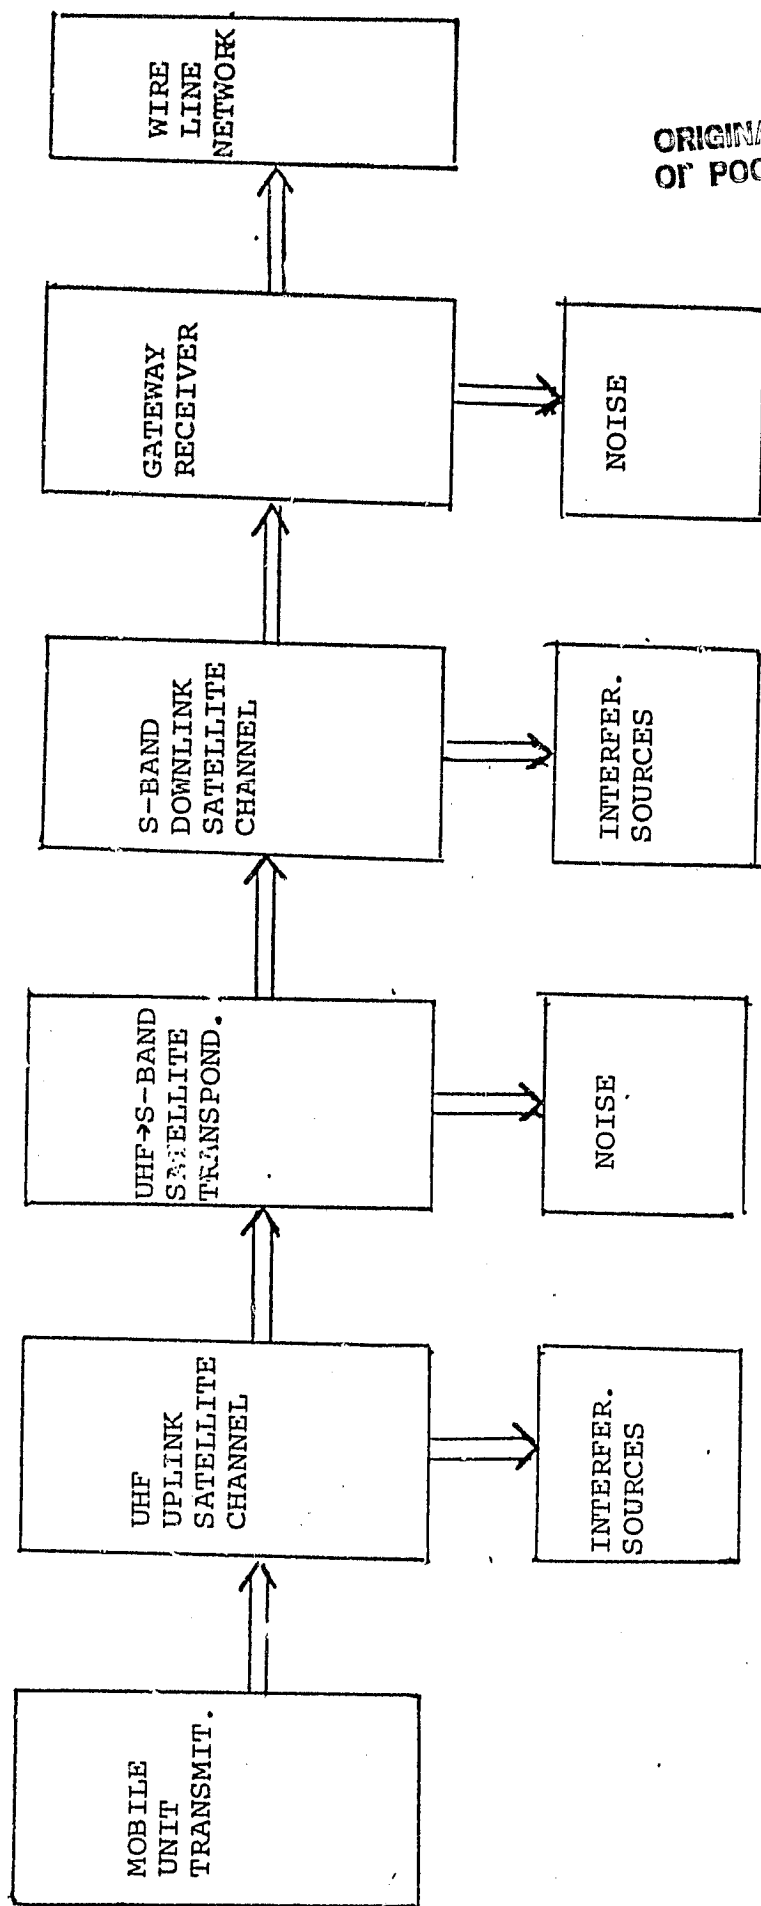 MOBILE
UNIT
TRANSMIT.
UHF
UPLINK
SATELLITE
CHANNEL
UHF→S-BAND
SATELLITE
TRANSPOND.
S-BAND
DOWNLINK
SATELLITE
CHANNEL
GATEWAY
RECEIVER
WIRE
LINE
NETWORK
INTERFER.
SOURCES
NOISE
INTERFER.
SOURCES
NOISE
OF